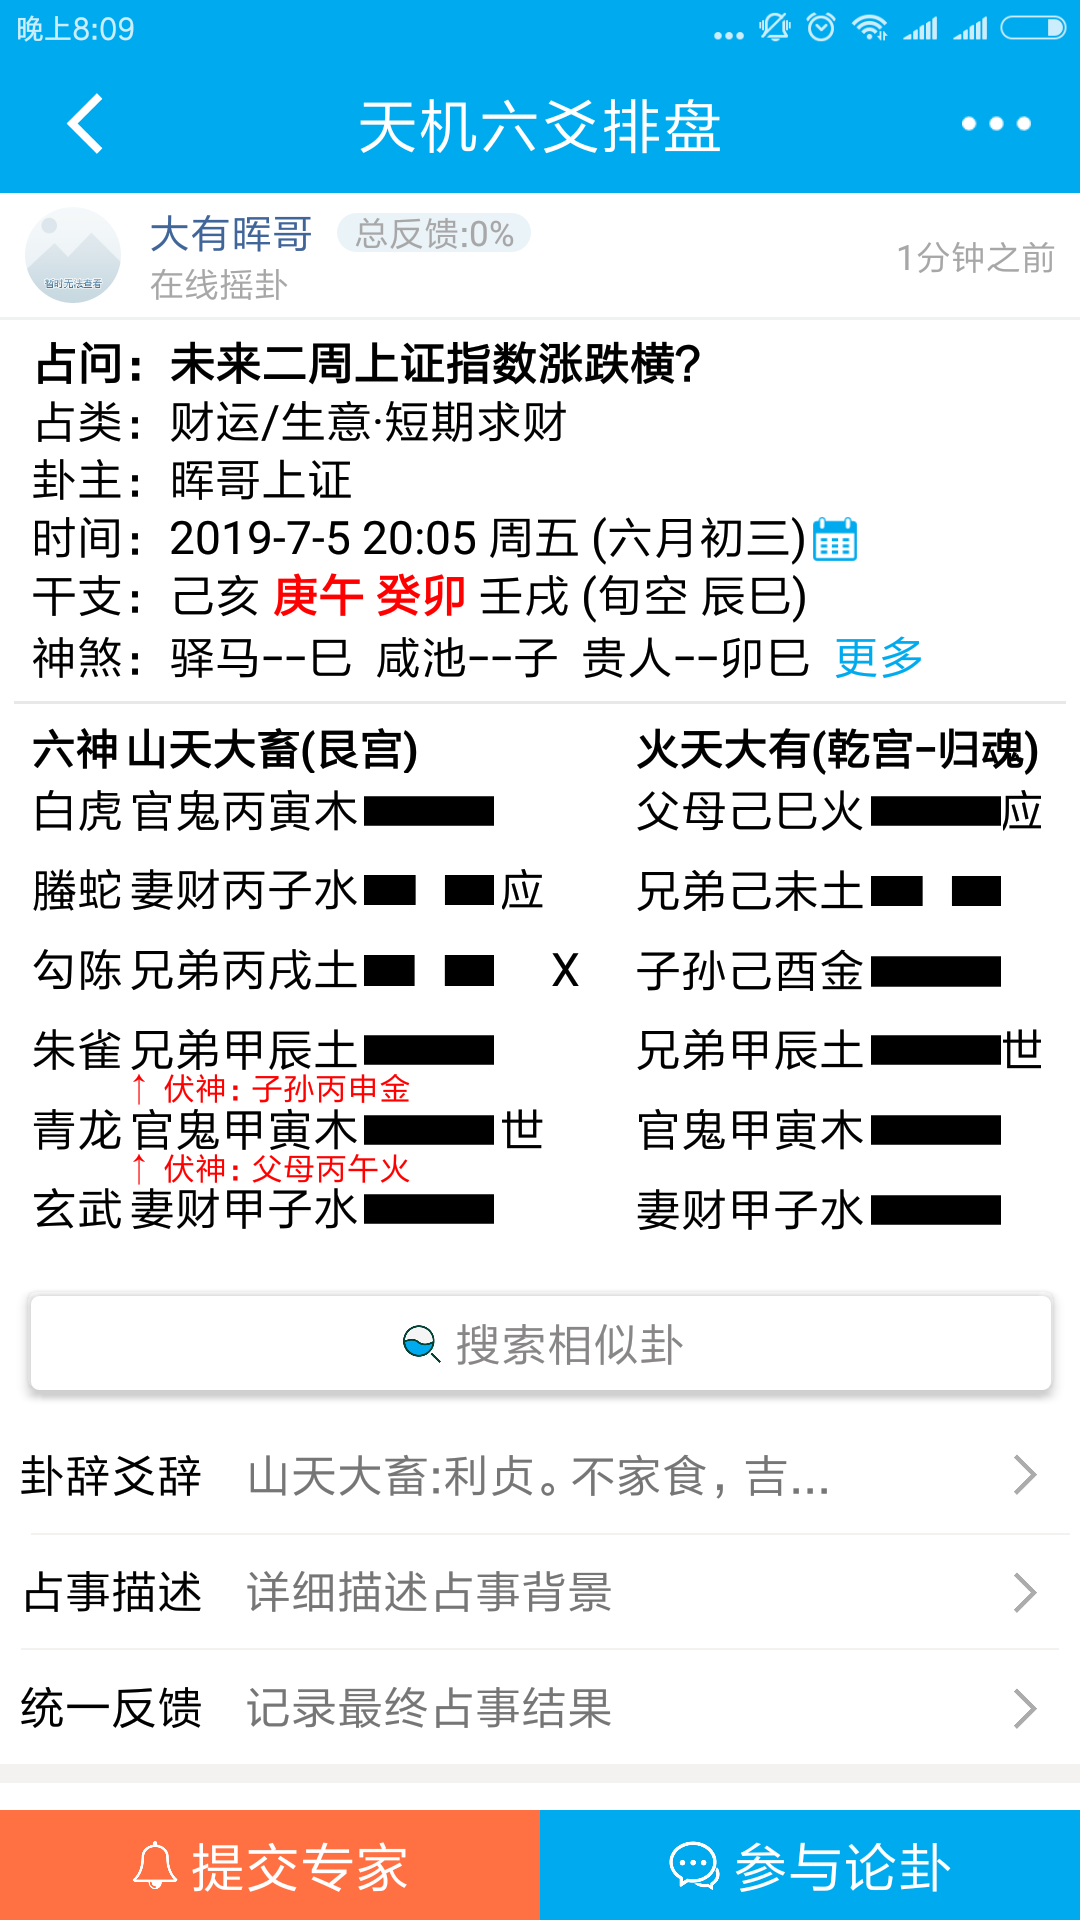 晚上8:09
天机六爻排盘
大有晖哥 总反馈:0%
在线摇卦
1分钟之前
暂时无法查看
占问：未来二周上证指数涨跌横?
占类：财运/生意·短期求财
卦主：晖哥上证
时间：2019-7-5 20:05 周五 (六月初三)
干支：己亥 庚午 癸卯 壬戌 (旬空 辰巳)
神煞：驿马--巳 咸池--子 贵人--卯巳 更多
六神 山天大畜(艮宫) 火天大有(乾宫-归魂)
白虎 官鬼丙寅木 父母己巳火 应
螣蛇 妻财丙子水 应 兄弟己未土
勾陈 兄弟丙戌土 X 子孙己酉金
朱雀 兄弟甲辰土 兄弟甲辰土 世
↑ 伏神: 子孙丙申金
青龙 官鬼甲寅木 世 官鬼甲寅木
↑ 伏神: 父母丙午火
玄武 妻财甲子水 妻财甲子水
搜索相似卦
卦辞爻辞 山天大畜:利贞。不家食，吉...
占事描述 详细描述占事背景
统一反馈 记录最终占事结果
提交专家 参与论卦